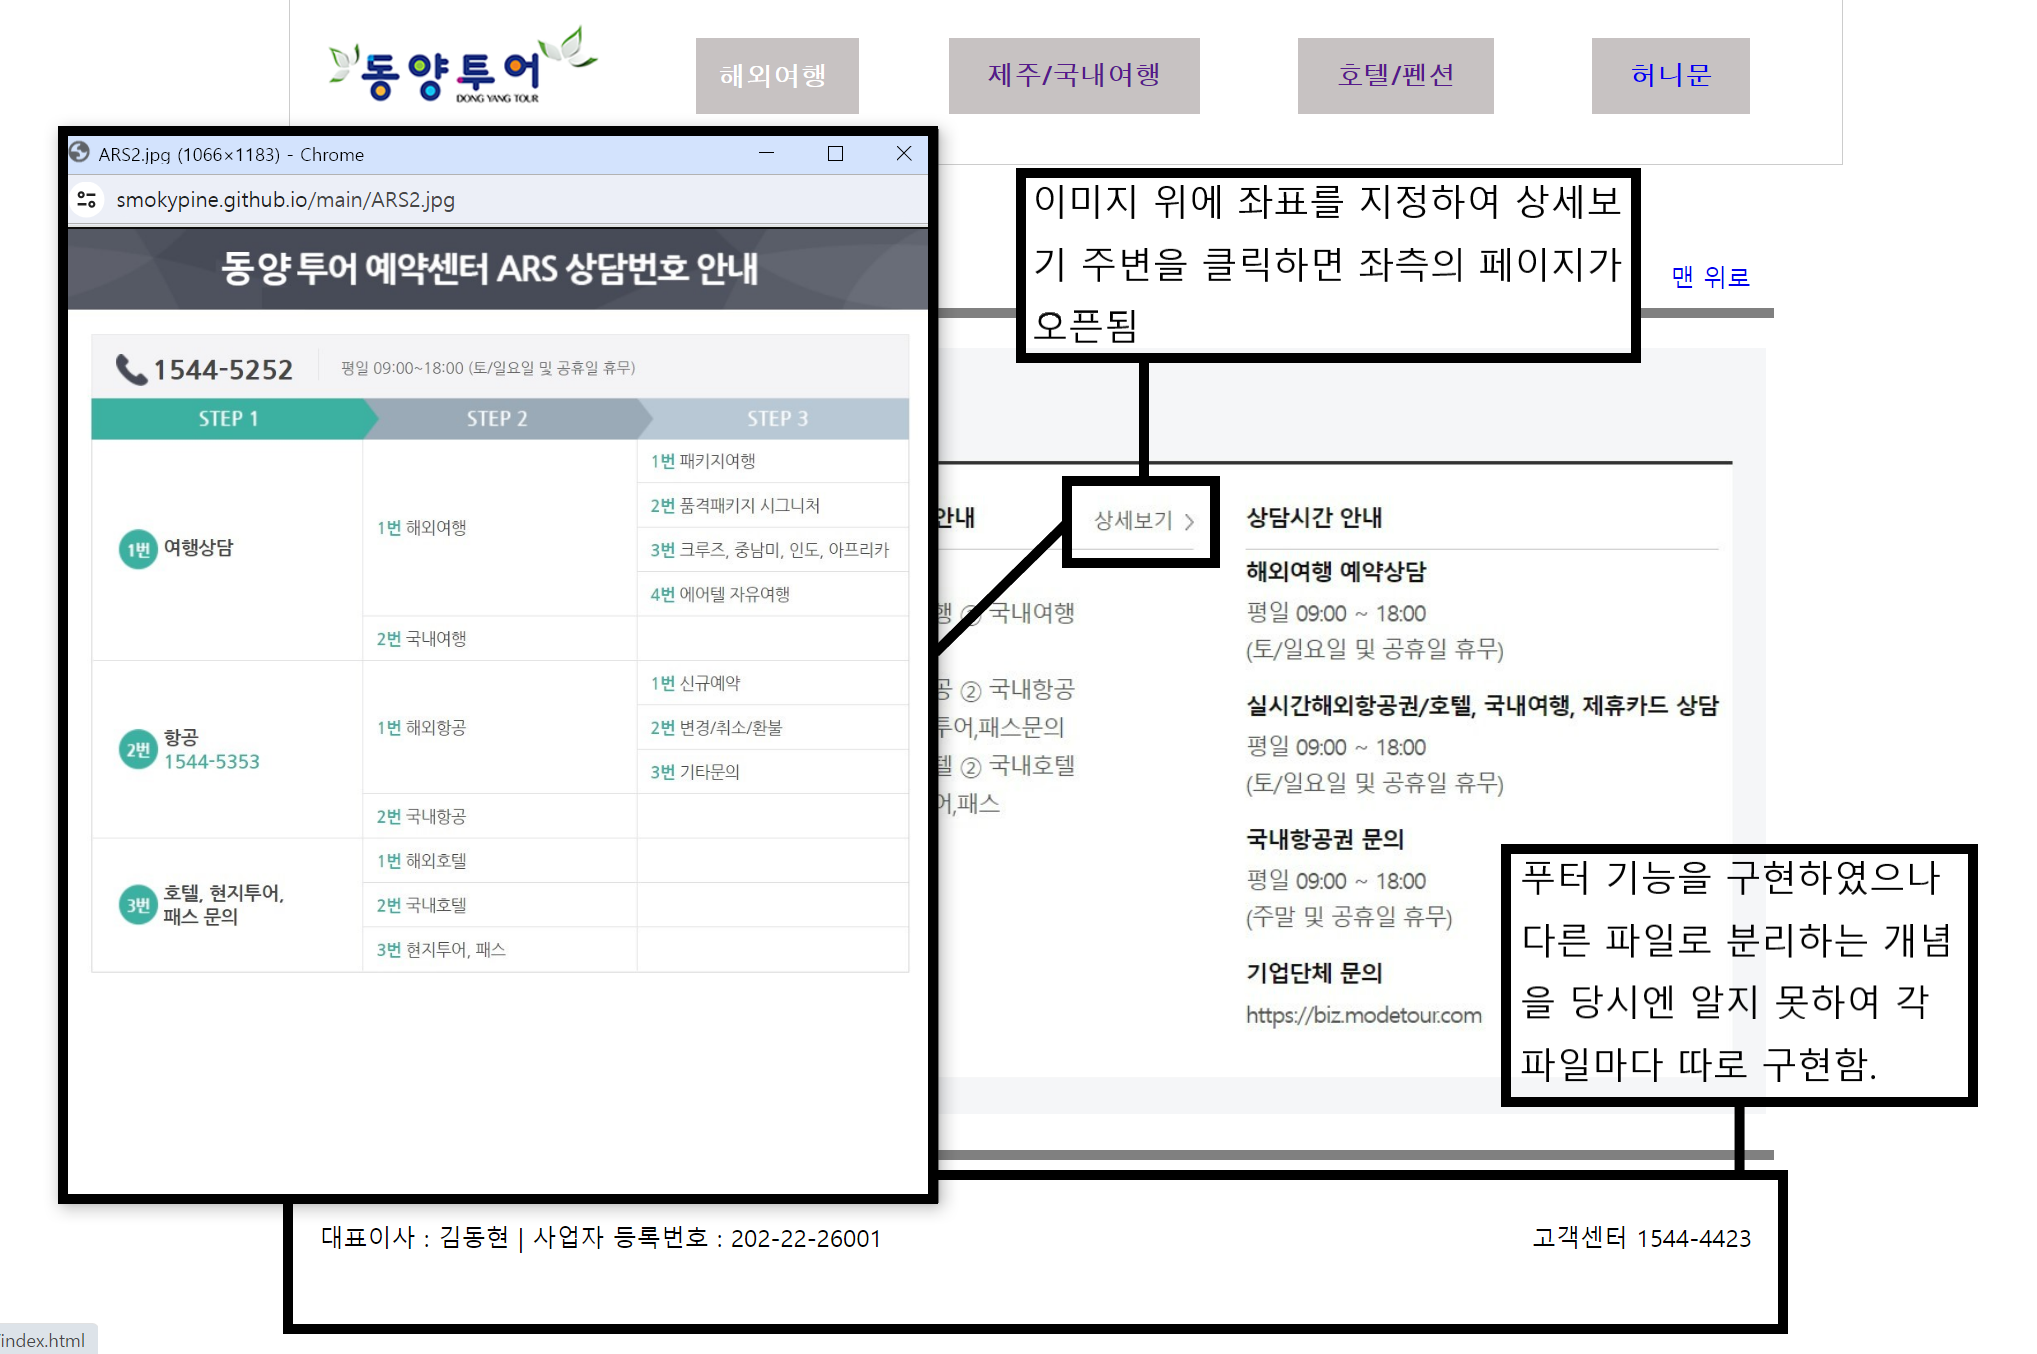 동양투어
DONG YANG TOUR
해외여행
제주/국내여행
호텔/펜션
허니문
ARS2.jpg (1066×1183) - Chrome
smokypine.github.io/main/ARS2.jpg
동양 투어 예약센터 ARS 상담번호 안내
1544-5252
평일 09:00~18:00 (토/일요일 및 공휴일 휴무)
STEP 1
STEP 2
STEP 3
1번 여행상담
1번 해외여행
1번 패키지여행
2번 품격패키지 시그니처
3번 크루즈, 중남미, 인도, 아프리카
4번 에어텔 자유여행
2번 국내여행
2번 항공
1544-5353
1번 해외항공
1번 신규예약
2번 변경/취소/환불
3번 기타문의
2번 국내항공
3번 호텔, 현지투어,
패스 문의
1번 해외호텔
2번 국내호텔
3번 현지투어, 패스
이미지 위에 좌표를 지정하여 상세보
기 주변을 클릭하면 좌측의 페이지가
오픈됨
맨 위로
안내
상세보기 >
행 ② 국내여행
공 ② 국내항공
투어,패스문의
텔 ② 국내호텔
어,패스
상담시간 안내
해외여행 예약상담
평일 09:00 ~ 18:00
(토/일요일 및 공휴일 휴무)
실시간해외항공권/호텔, 국내여행, 제휴카드 상담
평일 09:00 ~ 18:00
(토/일요일 및 공휴일 휴무)
국내항공권 문의
평일 09:00 ~ 18:00
(주말 및 공휴일 휴무)
기업단체 문의
https://biz.modetour.com
푸터 기능을 구현하였으나
다른 파일로 분리하는 개념
을 당시엔 알지 못하여 각
파일마다 따로 구현함.
대표이사 : 김동현 | 사업자 등록번호 : 202-22-26001
고객센터 1544-4423
index.html